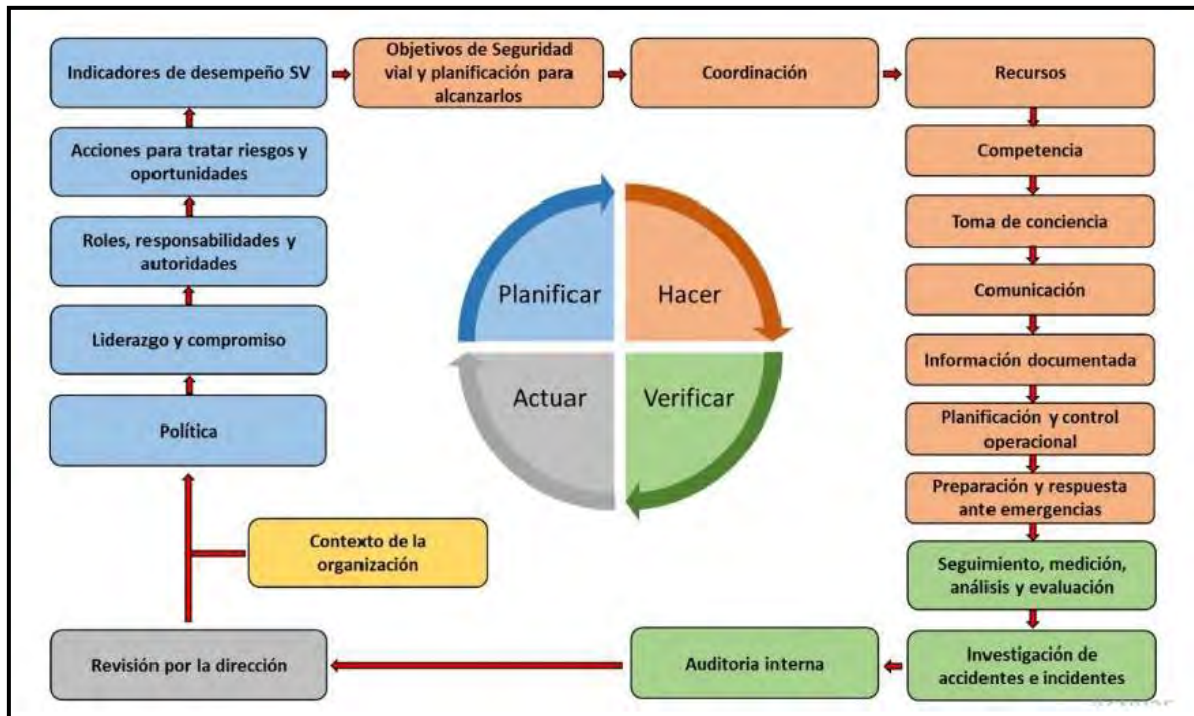 Indicadores de desempeño SV
Objetivos de Seguridad
vial y planificación para
alcanzarlos
Coordinación
Recursos
Acciones para tratar riesgos y
oportunidades
Competencia
Roles, responsabilidades y
autoridades
Toma de conciencia
Comunicación
Liderazgo y compromiso
Información documentada
Política
Planificación y control
operacional
Preparación y respuesta
ante emergencias
Planificar
Hacer
Actuar
Verificar
Contexto de la
organización
Seguimiento, medición,
análisis y evaluación
Revisión por la dirección
Auditoria interna
Investigación de
accidentes e incidentes